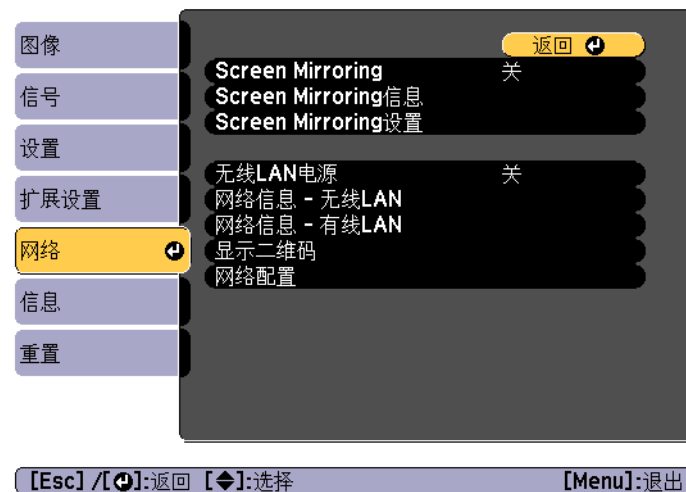 图像
信号
设置
扩展设置
网络
信息
重置
返回
Screen Mirroring 关
Screen Mirroring信息
Screen Mirroring设置
无线LAN电源 关
网络信息 - 无线LAN
网络信息 - 有线LAN
显示二维码
网络配置
[Esc] /[⏎]:返回 [◆]:选择 [Menu]:退出